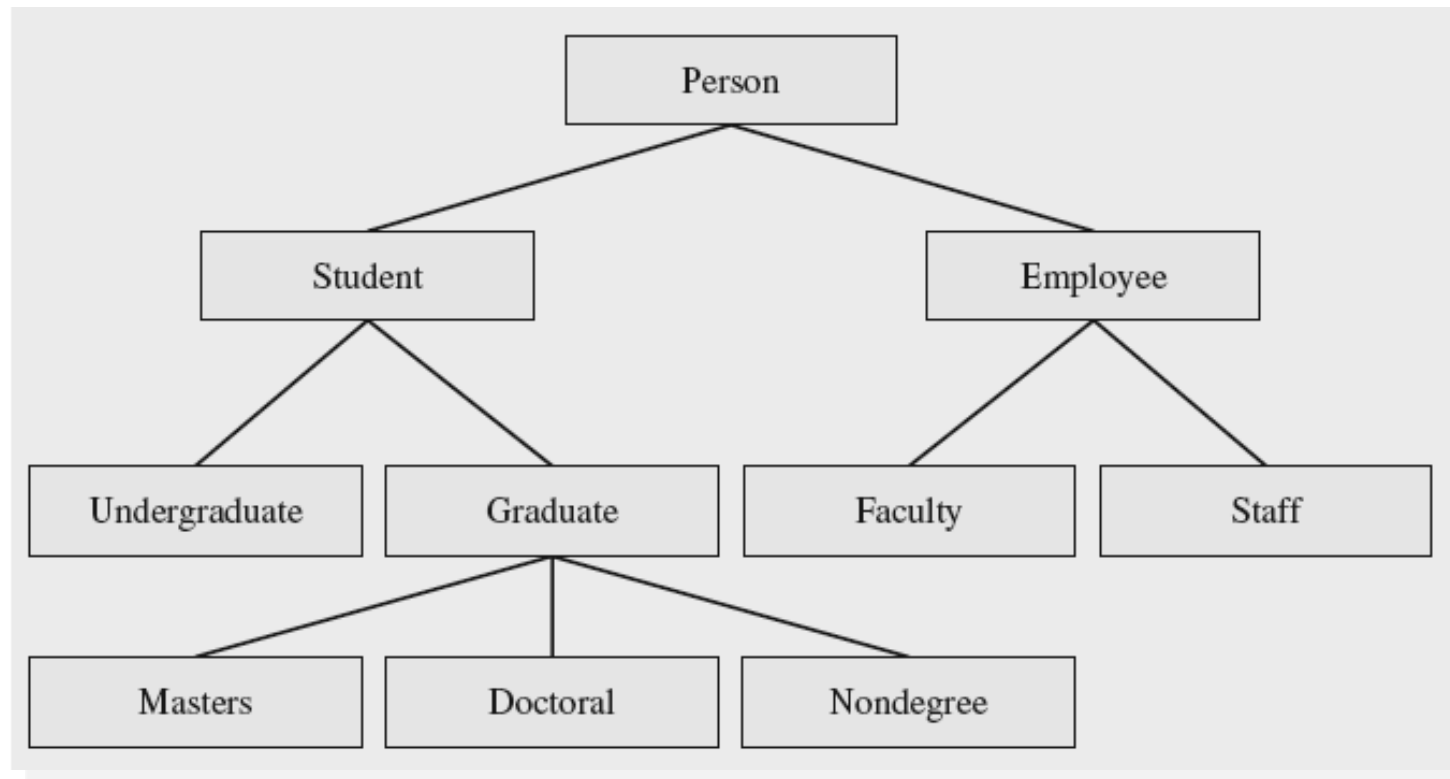 Person
Student
Employee
Undergraduate
Graduate
Faculty
Staff
Masters
Doctoral
Nondegree